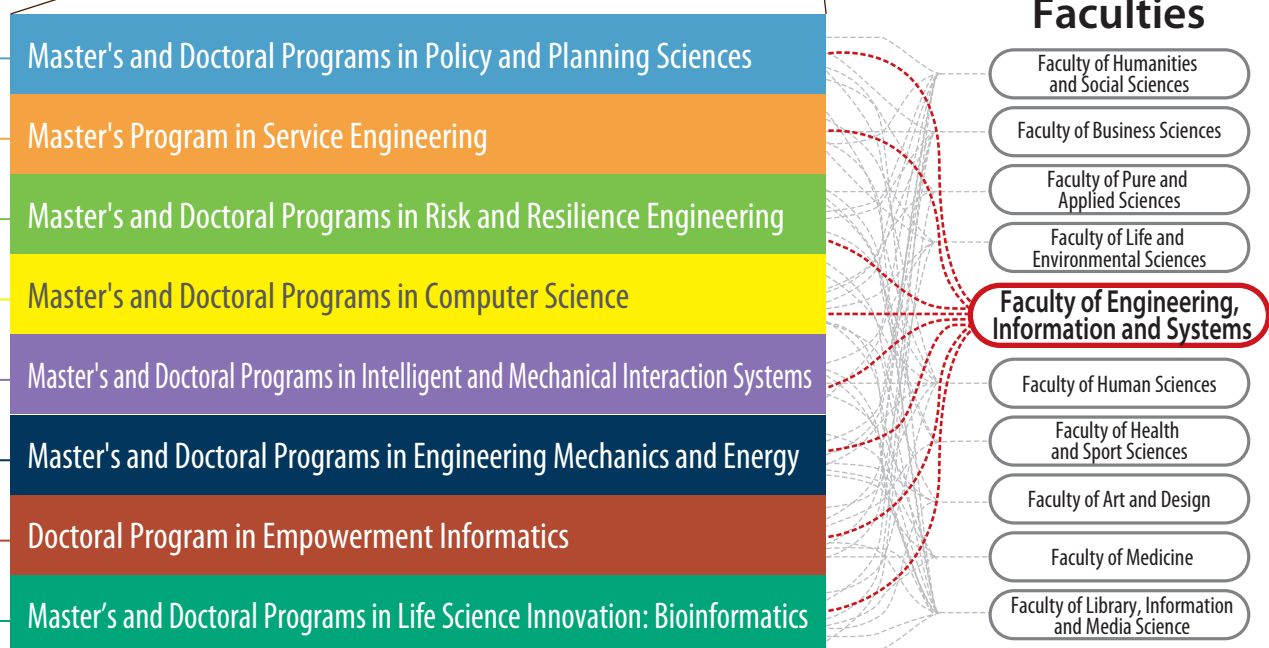 Faculties
Master's and Doctoral Programs in Policy and Planning Sciences
Master's Program in Service Engineering
Master's and Doctoral Programs in Risk and Resilience Engineering
Master's and Doctoral Programs in Computer Science
Master's and Doctoral Programs in Intelligent and Mechanical Interaction Systems
Master's and Doctoral Programs in Engineering Mechanics and Energy
Doctoral Program in Empowerment Informatics
Master’s and Doctoral Programs in Life Science Innovation: Bioinformatics
Faculty of Humanities
and Social Sciences
Faculty of Business Sciences
Faculty of Pure and
Applied Sciences
Faculty of Life and
Environmental Sciences
Faculty of Engineering,
Information and Systems
Faculty of Human Sciences
Faculty of Health
and Sport Sciences
Faculty of Art and Design
Faculty of Medicine
Faculty of Library, Information
and Media Science